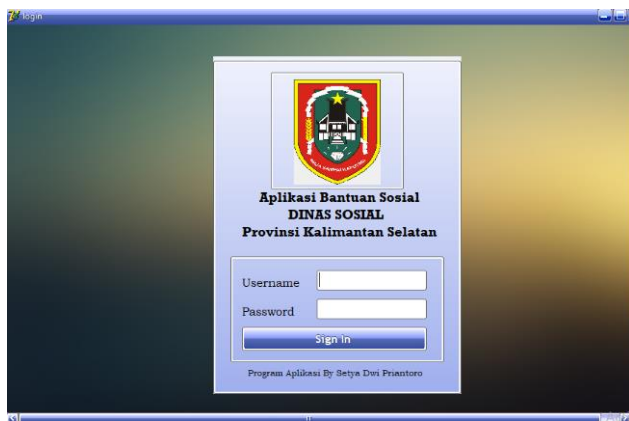 login
Aplikasi Bantuan Sosial
DINAS SOSIAL
Provinsi Kalimantan Selatan
Username
Password
Sign in
Program Aplikasi By Setya Dwi Priantoro